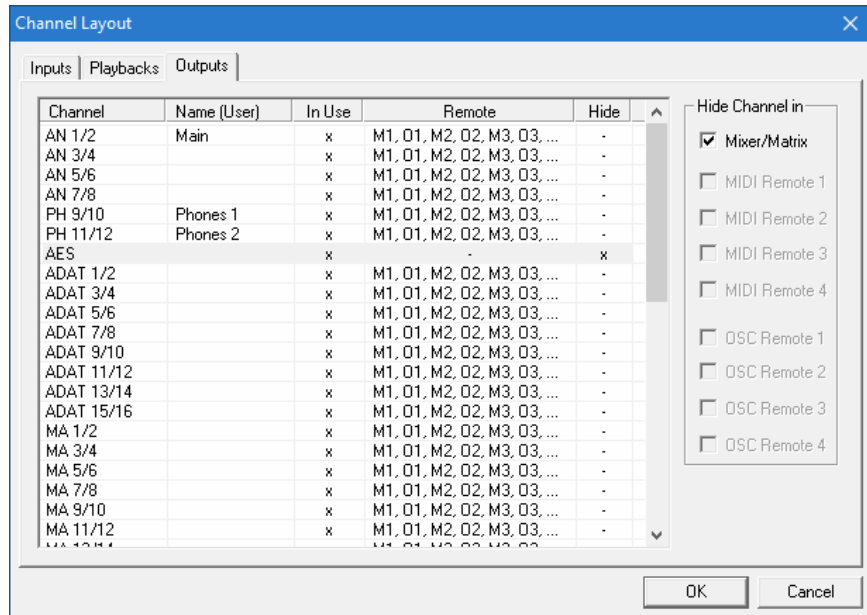 Channel Layout
Inputs Playbacks Outputs
Channel Name (User) In Use Remote Hide
AN 1/2 Main x M1, O1, M2, O2, M3, O3, ... -
AN 3/4 x M1, O1, M2, O2, M3, O3, ... -
AN 5/6 x M1, O1, M2, O2, M3, O3, ... -
AN 7/8 x M1, O1, M2, O2, M3, O3, ... -
PH 9/10 Phones 1 x M1, O1, M2, O2, M3, O3, ... -
PH 11/12 Phones 2 x M1, O1, M2, O2, M3, O3, ... -
AES x - x
ADAT 1/2 x M1, O1, M2, O2, M3, O3, ... -
ADAT 3/4 x M1, O1, M2, O2, M3, O3, ... -
ADAT 5/6 x M1, O1, M2, O2, M3, O3, ... -
ADAT 7/8 x M1, O1, M2, O2, M3, O3, ... -
ADAT 9/10 x M1, O1, M2, O2, M3, O3, ... -
ADAT 11/12 x M1, O1, M2, O2, M3, O3, ... -
ADAT 13/14 x M1, O1, M2, O2, M3, O3, ... -
ADAT 15/16 x M1, O1, M2, O2, M3, O3, ... -
MA 1/2 x M1, O1, M2, O2, M3, O3, ... -
MA 3/4 x M1, O1, M2, O2, M3, O3, ... -
MA 5/6 x M1, O1, M2, O2, M3, O3, ... -
MA 7/8 x M1, O1, M2, O2, M3, O3, ... -
MA 9/10 x M1, O1, M2, O2, M3, O3, ... -
MA 11/12 x M1, O1, M2, O2, M3, O3, ... -
Hide Channel in
Mixer/Matrix
MIDI Remote 1
MIDI Remote 2
MIDI Remote 3
MIDI Remote 4
OSC Remote 1
OSC Remote 2
OSC Remote 3
OSC Remote 4
OK Cancel